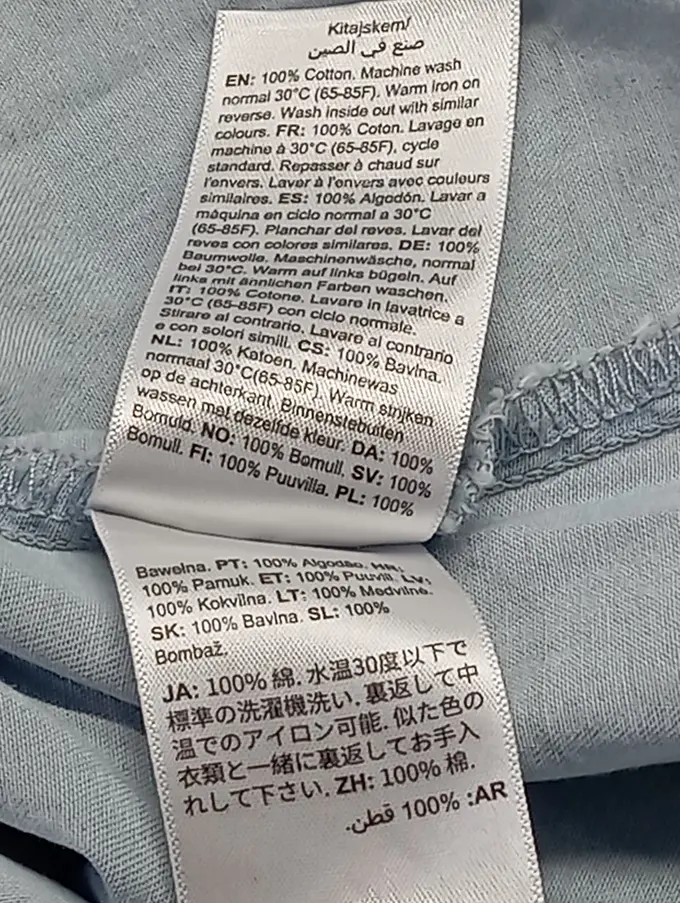 Kitajskem/
صنع في الصين
EN: 100% Cotton. Machine wash
normal 30°C (65-85F). Warm iron on
reverse. Wash inside out with similar
colours. FR: 100% Coton. Lavage en
machine à 30°C (65-85F), cycle
standard. Repasser à chaud sur
l'envers. Laver à l'envers avec couleurs
similaires. ES: 100% Algodón. Lavar a
máquina en ciclo normal a 30°C
(65-85F). Planchar del reves. Lavar del
reves con colores similares. DE: 100%
Baumwolle. Maschinenwäsche, normal
bei 30°C. Warm auf links bügeln. Auf
links mit ännlichen Farben waschen.
IT: 100% Cotone. Lavare in lavatrice a
30°C (65-85F) con ciclo normale.
Stirare al contrario. Lavare al contrario
e con solori simili. CS: 100% Bavlna.
NL: 100% Katoen. Machinewas
normaal 30°C(65-85F). Warm strijken
op de achterkant. Binnenstebuiten
wassen met dezelfde kleur. DA: 100%
Bomuld. NO: 100% Bomull. SV: 100%
Bomull. FI: 100% Puuvilla. PL: 100%
Bawelna. PT: 100% Algodao. HR:
100% Pamuk. ET: 100% Puuvill. LV:
100% Kokvilna. LT: 100% Medvilne.
SK: 100% Bavlna. SL: 100%
Bombaž.
JA: 100% 綿. 水温30度以下で
標準の洗濯機洗い. 裏返して中
温でのアイロン可能. 似た色の
衣類と一緒に裏返してお手入
れして下さい. ZH: 100% 棉.
AR: 100% قطن.